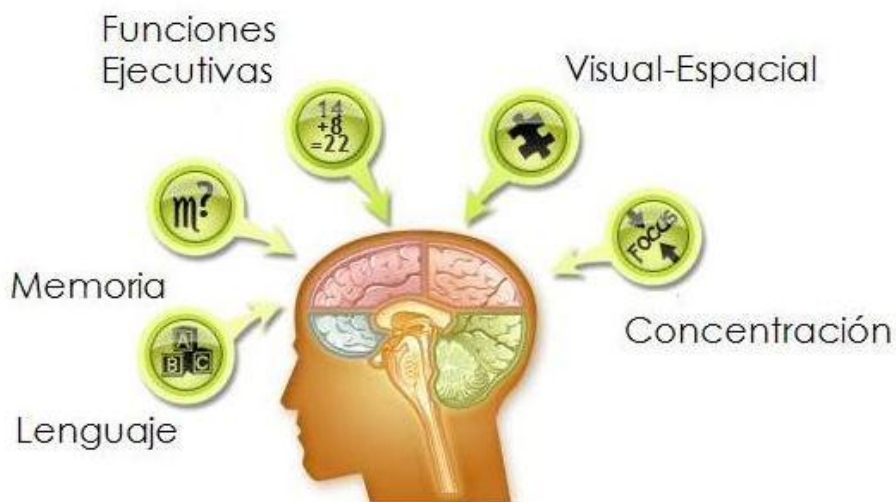 Funciones
Ejecutivas
Visual-Espacial
14
+8
=22
m?
FOCUS
Memoria
Concentración
A
B C
Lenguaje